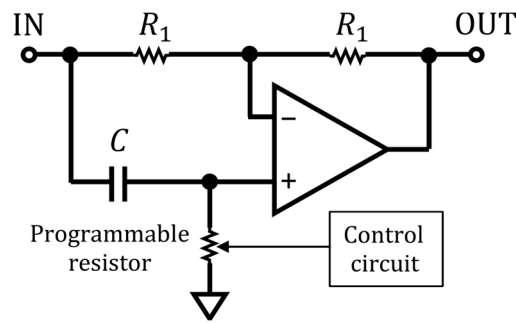 IN
R1
R1
OUT
−
C
+
Programmable
resistor
Control
circuit